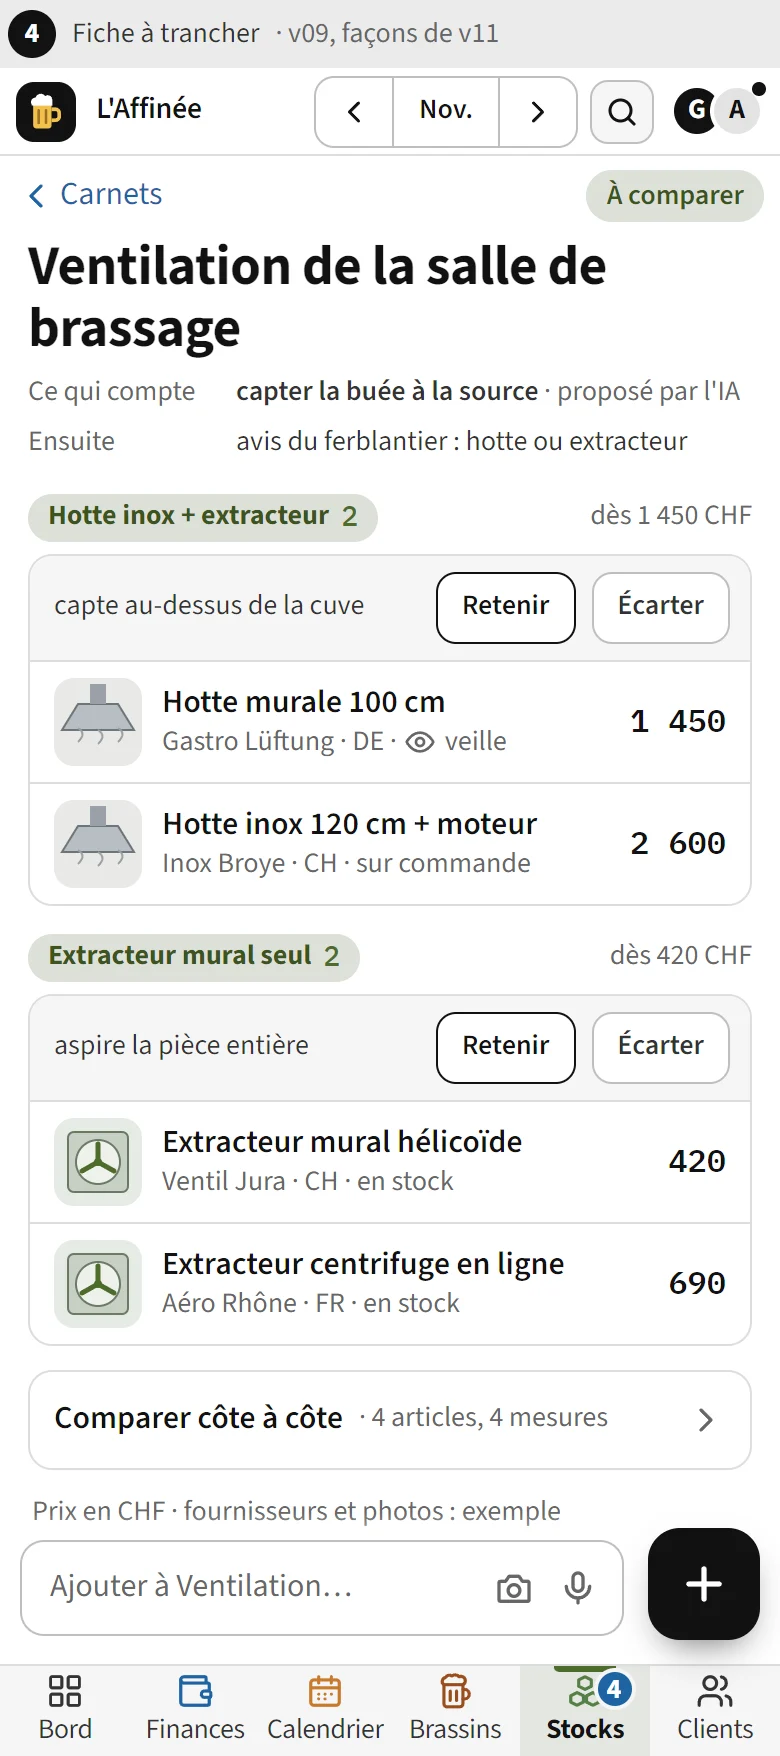 4 Fiche à trancher · v09, façons de v11
L'Affinée Nov. G A
Carnets À comparer
Ventilation de la salle de
brassage
Ce qui compte capter la buée à la source · proposé par l'IA
Ensuite avis du ferblantier : hotte ou extracteur
Hotte inox + extracteur 2 dès 1 450 CHF
capte au-dessus de la cuve Retenir Écarter
Hotte murale 100 cm
Gastro Lüftung · DE · veille
1 450
Hotte inox 120 cm + moteur
Inox Broye · CH · sur commande
2 600
Extracteur mural seul 2 dès 420 CHF
aspire la pièce entière Retenir Écarter
Extracteur mural hélicoïde
Ventil Jura · CH · en stock
420
Extracteur centrifuge en ligne
Aéro Rhône · FR · en stock
690
Comparer côte à côte · 4 articles, 4 mesures
Prix en CHF · fournisseurs et photos : exemple
Ajouter à Ventilation…
4
Bord Finances Calendrier Brassins Stocks Clients